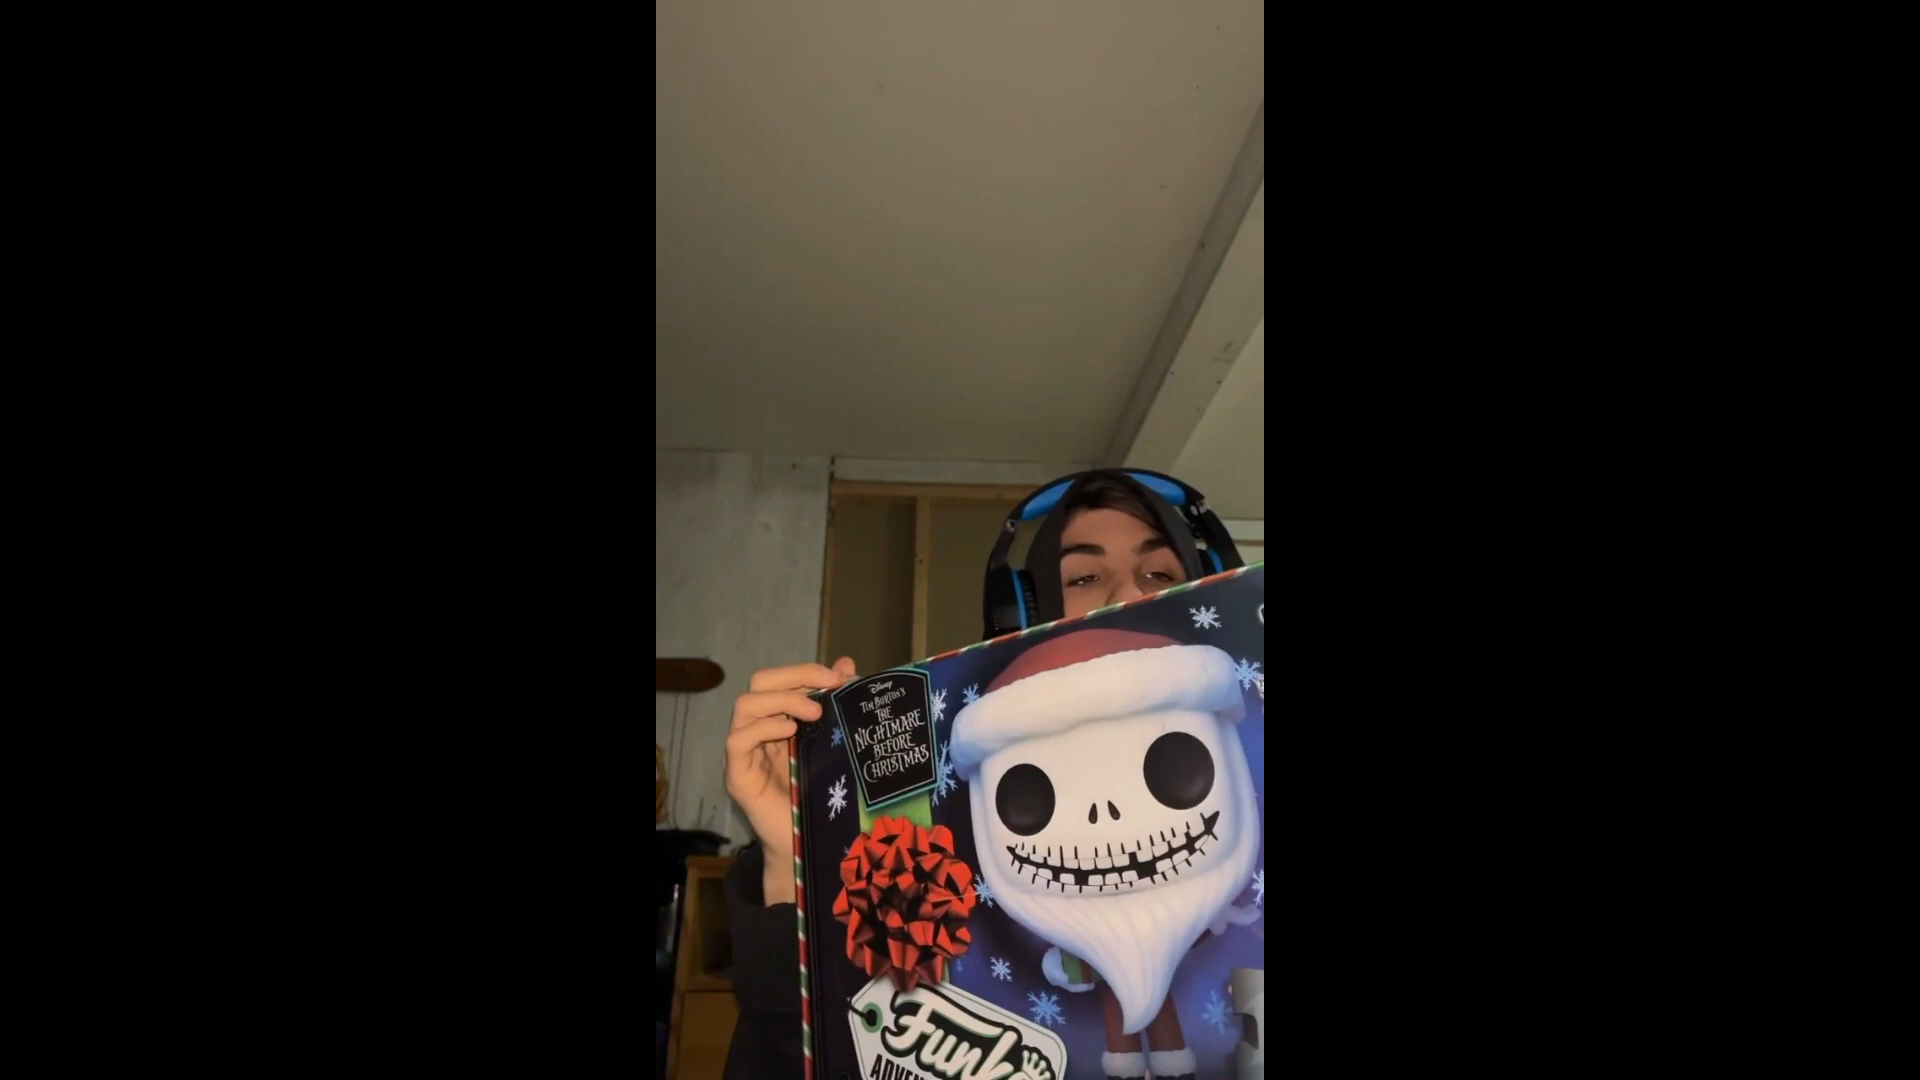 Disney
TIM BURTON'S
THE
NIGHTMARE
BEFORE
CHRISTMAS
Funko